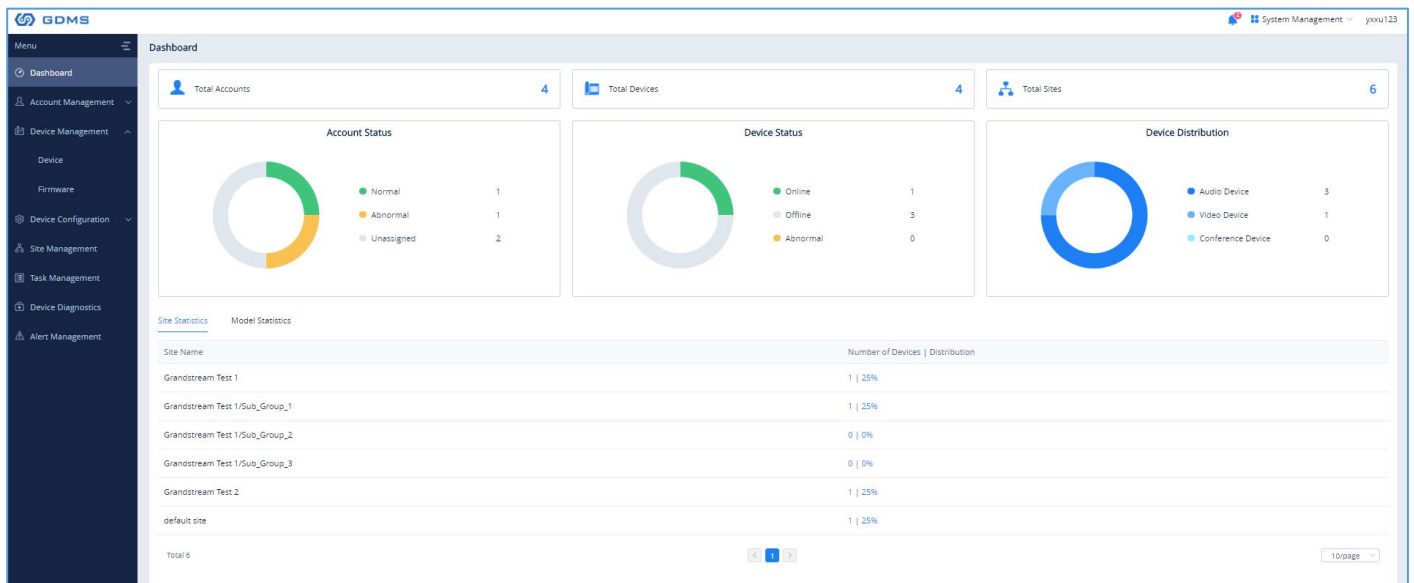 GDMS
2
System Management
yxxu123
Menu
Dashboard
Account Management
Device Management
Device
Firmware
Device Configuration
Site Management
Task Management
Device Diagnostics
Alert Management
Dashboard
Total Accounts 4
Total Devices 4
Total Sites 6
Account Status
Normal 1
Abnormal 1
Unassigned 2
Device Status
Online 1
Offline 3
Abnormal 0
Device Distribution
Audio Device 3
Video Device 1
Conference Device 0
Site Statistics Model Statistics
Site Name Number of Devices | Distribution
Grandstream Test 1 1 | 25%
Grandstream Test 1/Sub_Group_1 1 | 25%
Grandstream Test 1/Sub_Group_2 0 | 0%
Grandstream Test 1/Sub_Group_3 0 | 0%
Grandstream Test 2 1 | 25%
default site 1 | 25%
Total 6 < 1 > 10/page